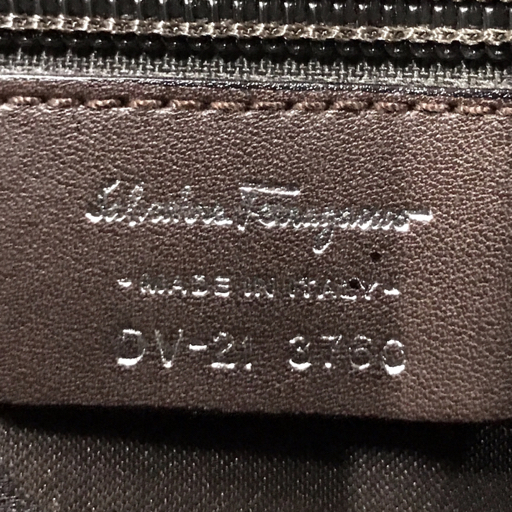 Salvatore Ferragamo
-MADE IN ITALY-
DV-21 3760